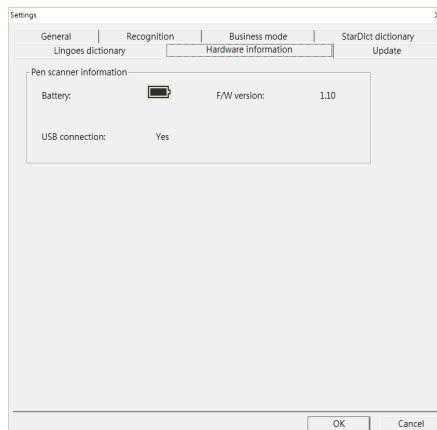 Settings
General Recognition Business mode StarDict dictionary
Lingoes dictionary Hardware information Update
Pen scanner information
Battery: F/W version: 1.10
USB connection: Yes
OK Cancel